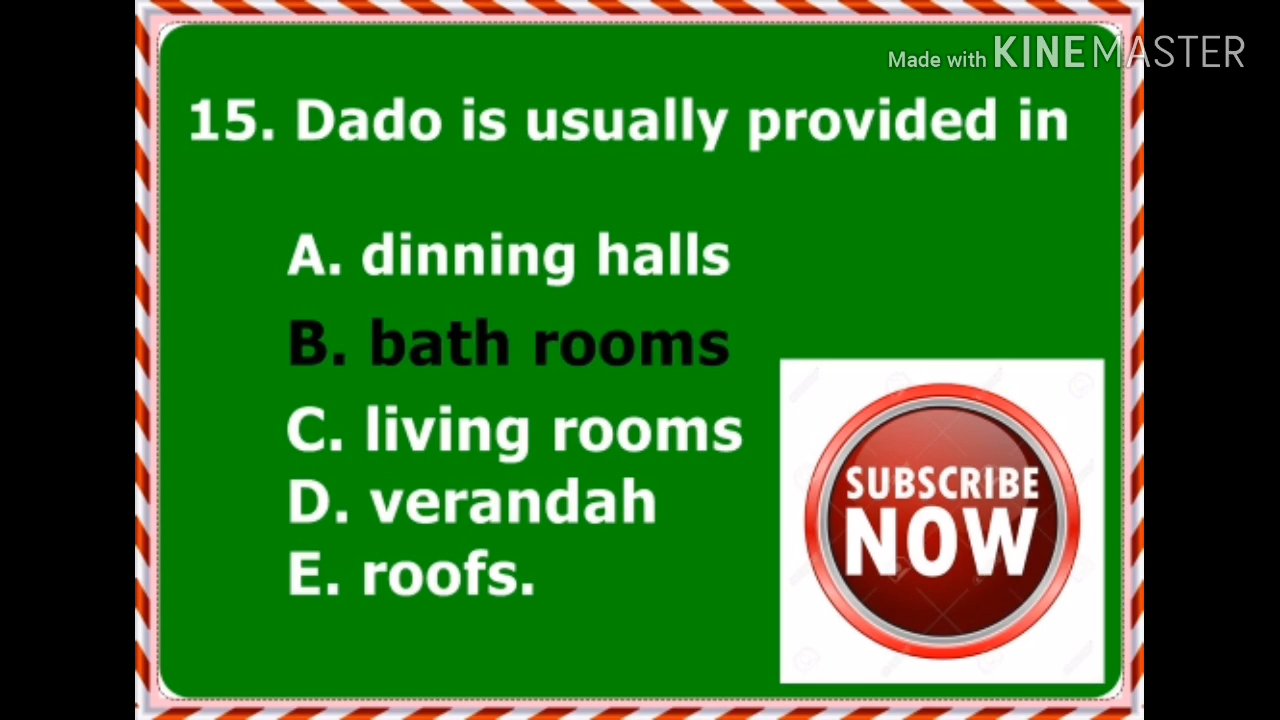 Made with KINEMASTER
15. Dado is usually provided in
A. dinning halls
B. bath rooms
C. living rooms
D. verandah
E. roofs.
SUBSCRIBE
NOW